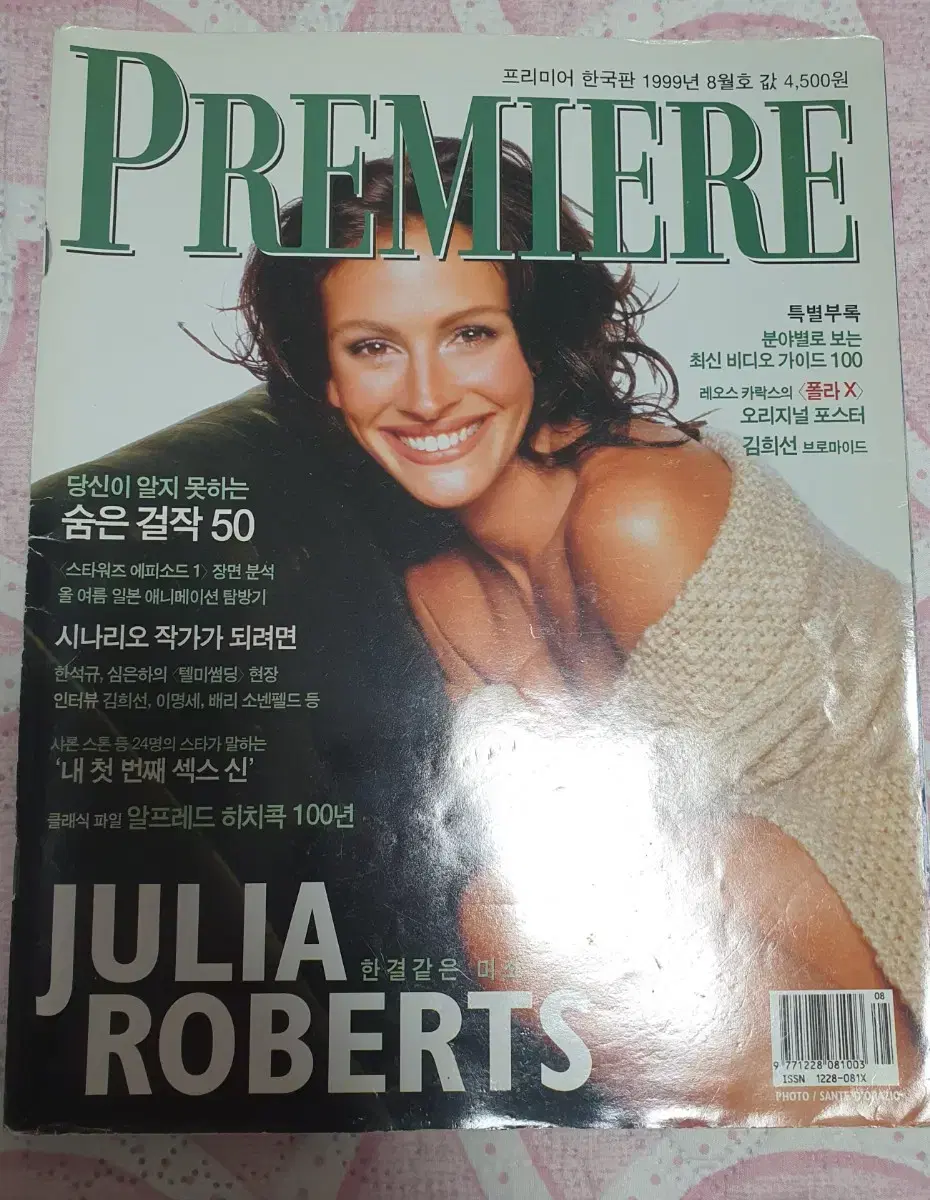 프리미어 한국판 1999년 8월호 값 4,500원
PREMIERE
특별부록
분야별로 보는
최신 비디오 가이드 100
레오스 카락스의 〈폴라 X〉
오리지널 포스터
김희선 브로마이드
당신이 알지 못하는
숨은 걸작 50
〈스타워즈 에피소드 1〉 장면 분석
올 여름 일본 애니메이션 탐방기
시나리오 작가가 되려면
한석규, 심은하의 〈텔미썸딩〉 현장
인터뷰 김희선, 이명세, 배리 소넨펠드 등
샤론 스톤 등 24명의 스타가 말하는
'내 첫 번째 섹스 신'
클래식 파일 알프레드 히치콕 100년
JULIA
한결같은 미소
ROBERTS
08
9 771228 081003
ISSN 1228-081X
PHOTO / SANTE D'ORAZIO